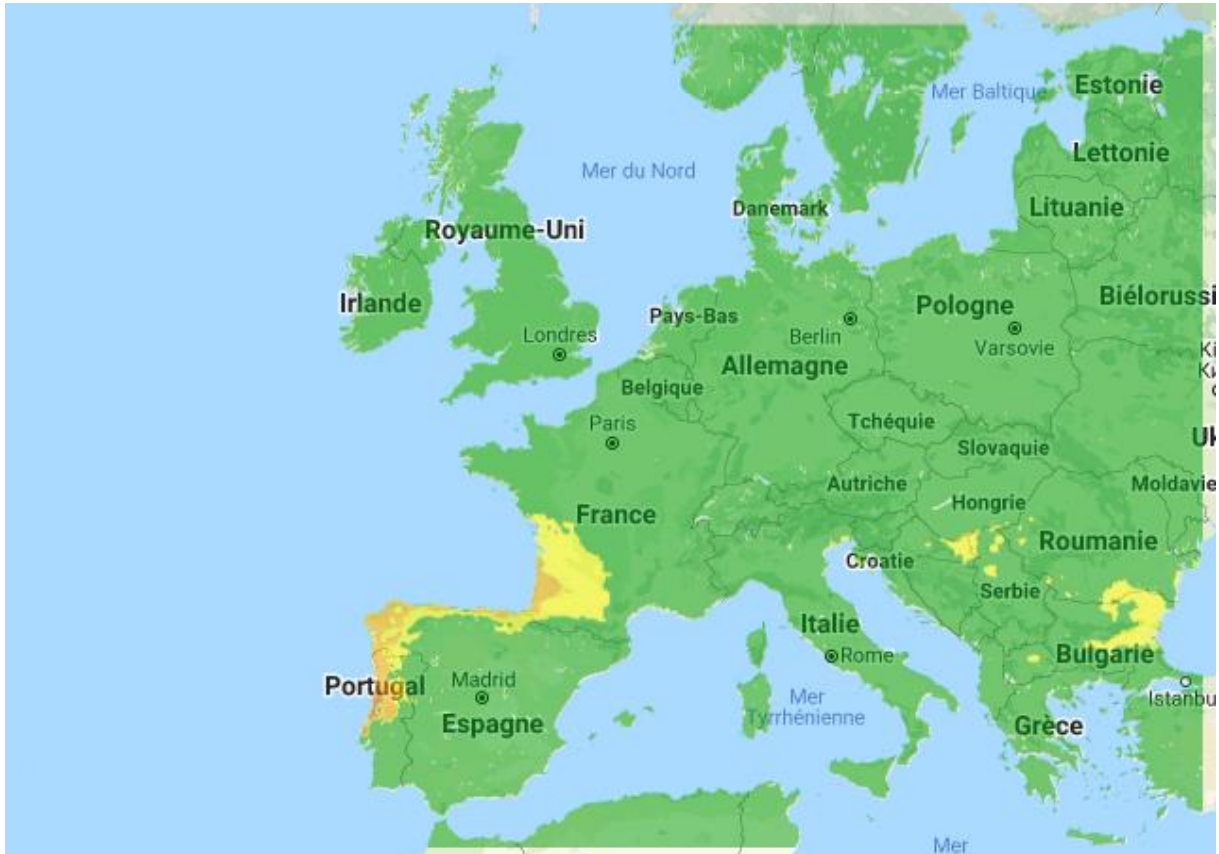 Mer Baltique
Estonie
Lettonie
Mer du Nord
Danemark
Lituanie
Royaume-Uni
Irlande
Pays-Bas
Berlin
Pologne
Biélorussi
Londres
Varsovie
Ki
Allemagne
Belgique
Paris
Tchéquie
Uk
Slovaquie
Autriche
Moldavie
Hongrie
France
Roumanie
Croatie
Serbie
Italie
Rome
Bulgarie
Portugal
Madrid
Mer
Tyrrhénienne
Istanbu
Espagne
Grèce
Mer